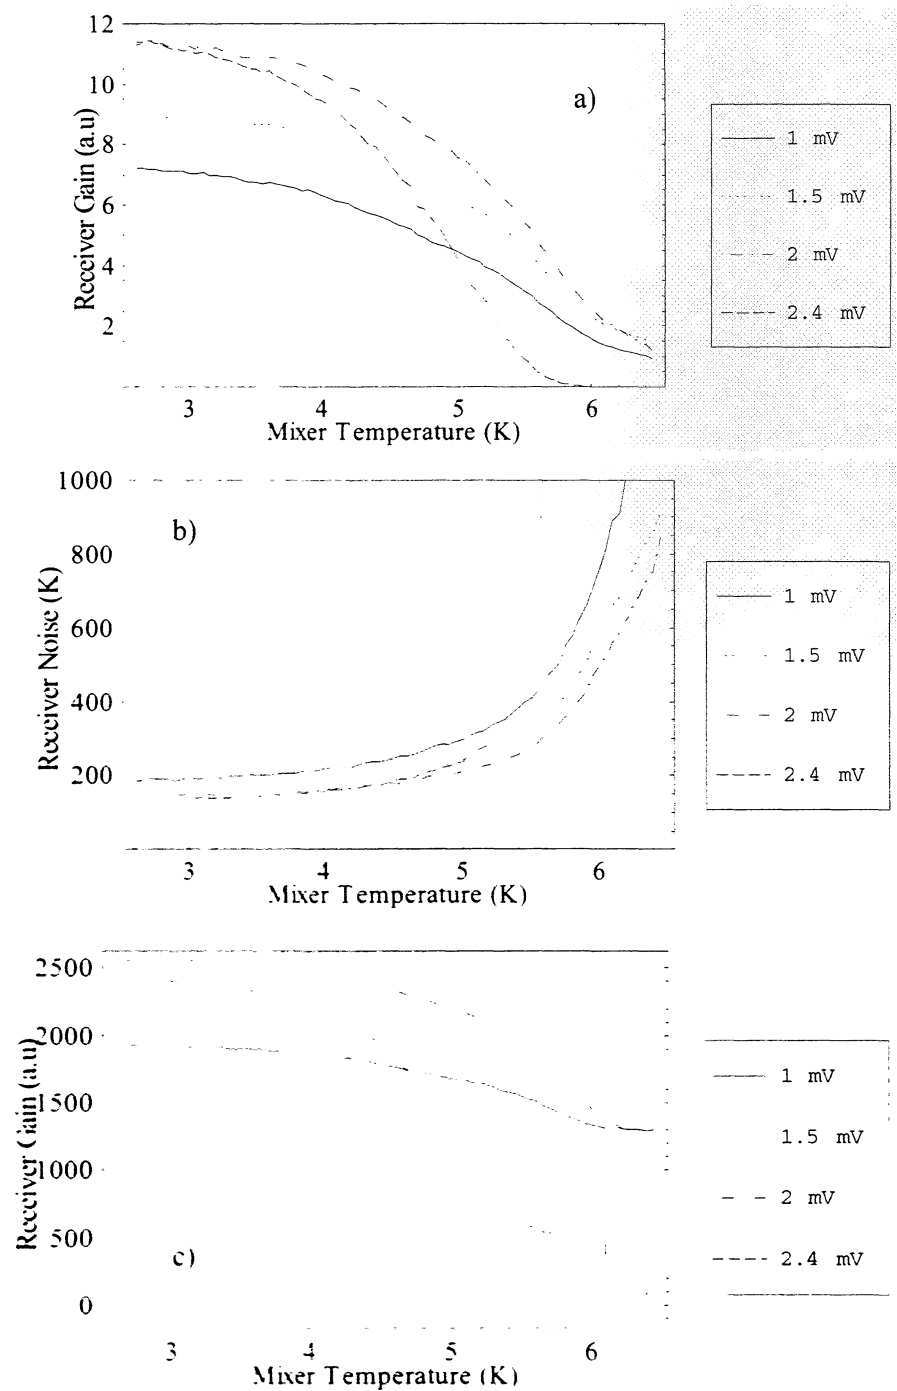 12
10
8
6
4
2
Receiver Gain (a.u)
a)
3 4 5 6
Mixer Temperature (K)
1 mV
1.5 mV
2 mV
2.4 mV
1000
800
600
400
200
Receiver Noise (K)
b)
3 4 5 6
Mixer Temperature (K)
1 mV
1.5 mV
2 mV
2.4 mV
2500
2000
1500
1000
500
0
Receiver Gain (a.u)
c)
3 4 5 6
Mixer Temperature (K)
1 mV
1.5 mV
2 mV
2.4 mV